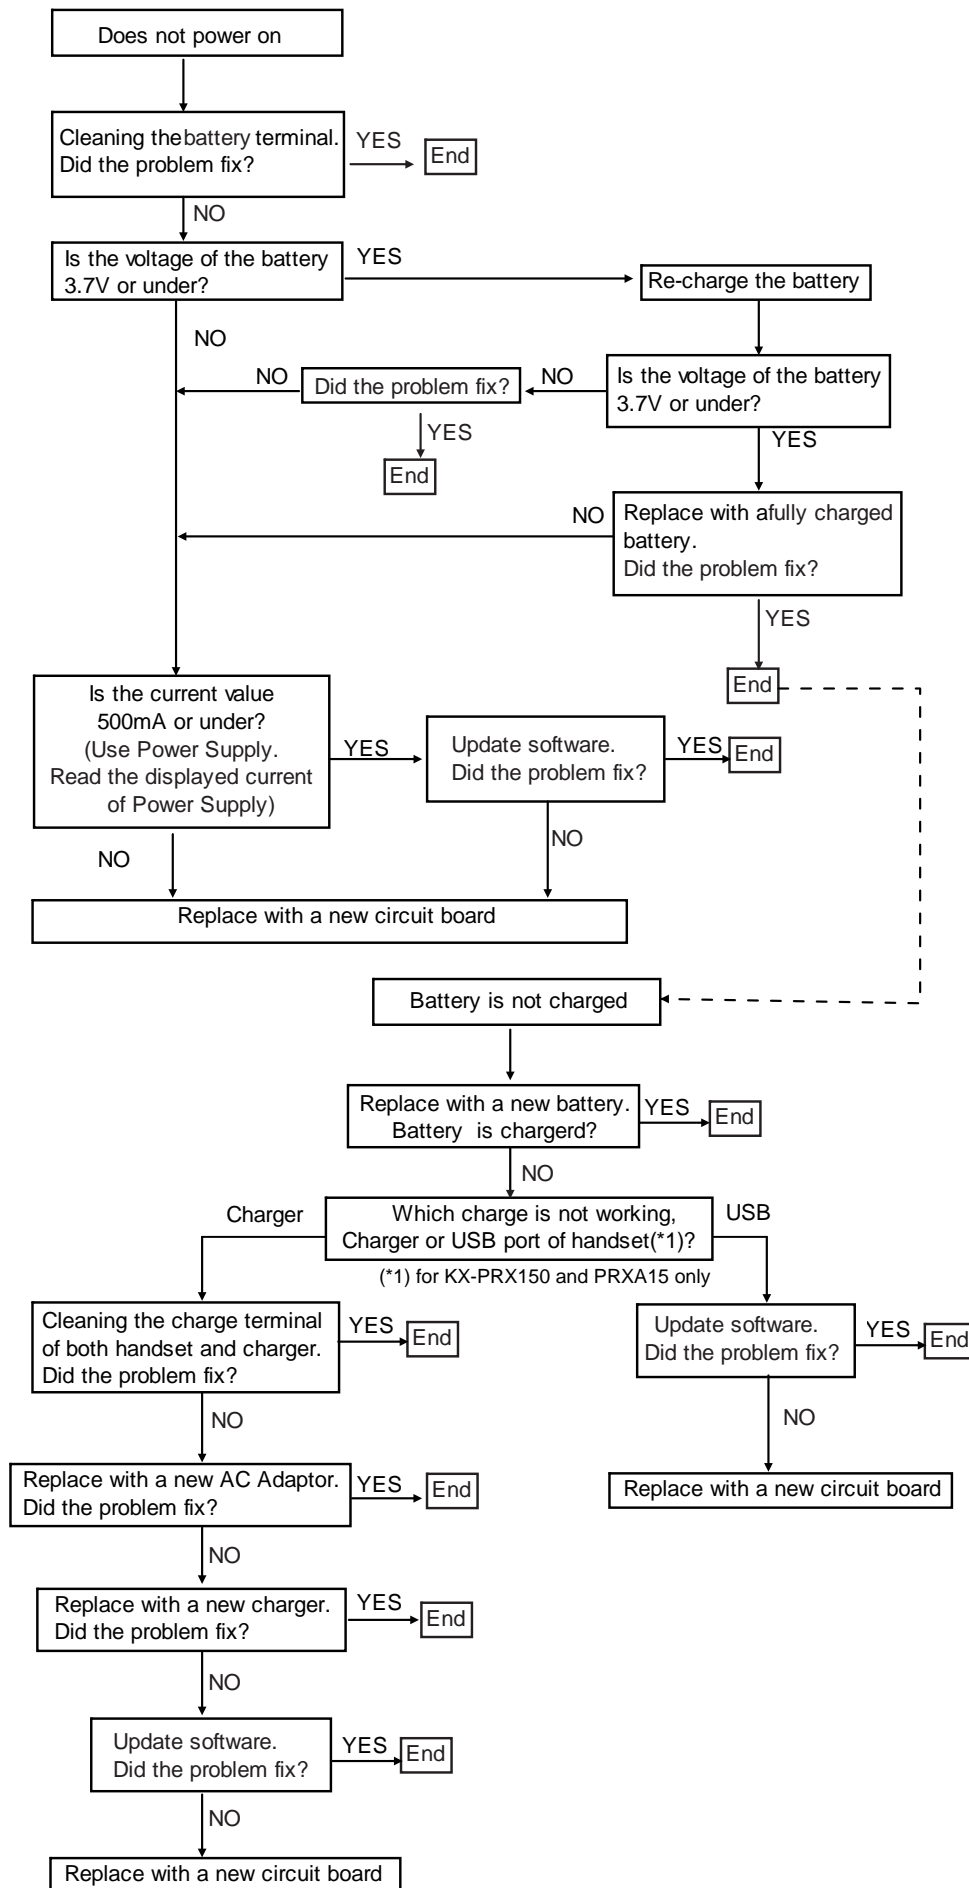 Does not power on
Cleaning the battery terminal.
Did the problem fix?
YES
End
NO
Is the voltage of the battery
3.7V or under?
YES
Re-charge the battery
NO
Is the voltage of the battery
3.7V or under?
NO
Did the problem fix?
NO
YES
End
YES
Replace with afully charged
battery.
Did the problem fix?
NO
YES
End
Is the current value
500mA or under?
(Use Power Supply.
Read the displayed current
of Power Supply)
YES
Update software.
Did the problem fix?
YES
End
NO
NO
Replace with a new circuit board
Battery is not charged
Replace with a new battery.
Battery is chargerd?
YES
End
NO
Which charge is not working,
Charger or USB port of handset(*1)?
(*1) for KX-PRX150 and PRXA15 only
Charger
USB
Cleaning the charge terminal
of both handset and charger.
Did the problem fix?
YES
End
Update software.
Did the problem fix?
YES
End
NO
NO
Replace with a new AC Adaptor.
Did the problem fix?
YES
End
Replace with a new circuit board
NO
Replace with a new charger.
Did the problem fix?
YES
End
NO
Update software.
Did the problem fix?
YES
End
NO
Replace with a new circuit board